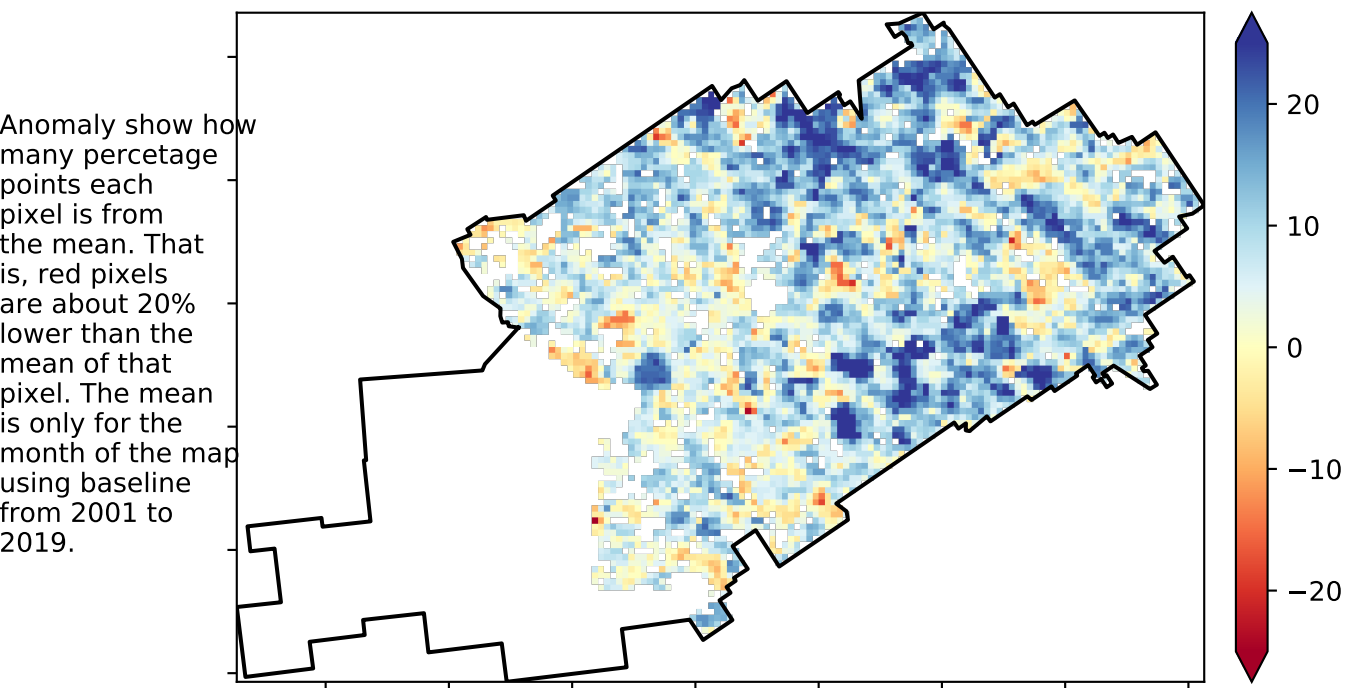 Anomaly show how
many percetage
points each
pixel is from
the mean. That
is, red pixels
are about 20%
lower than the
mean of that
pixel. The mean
is only for the
month of the map
using baseline
from 2001 to
2019.
20
10
0
−10
−20